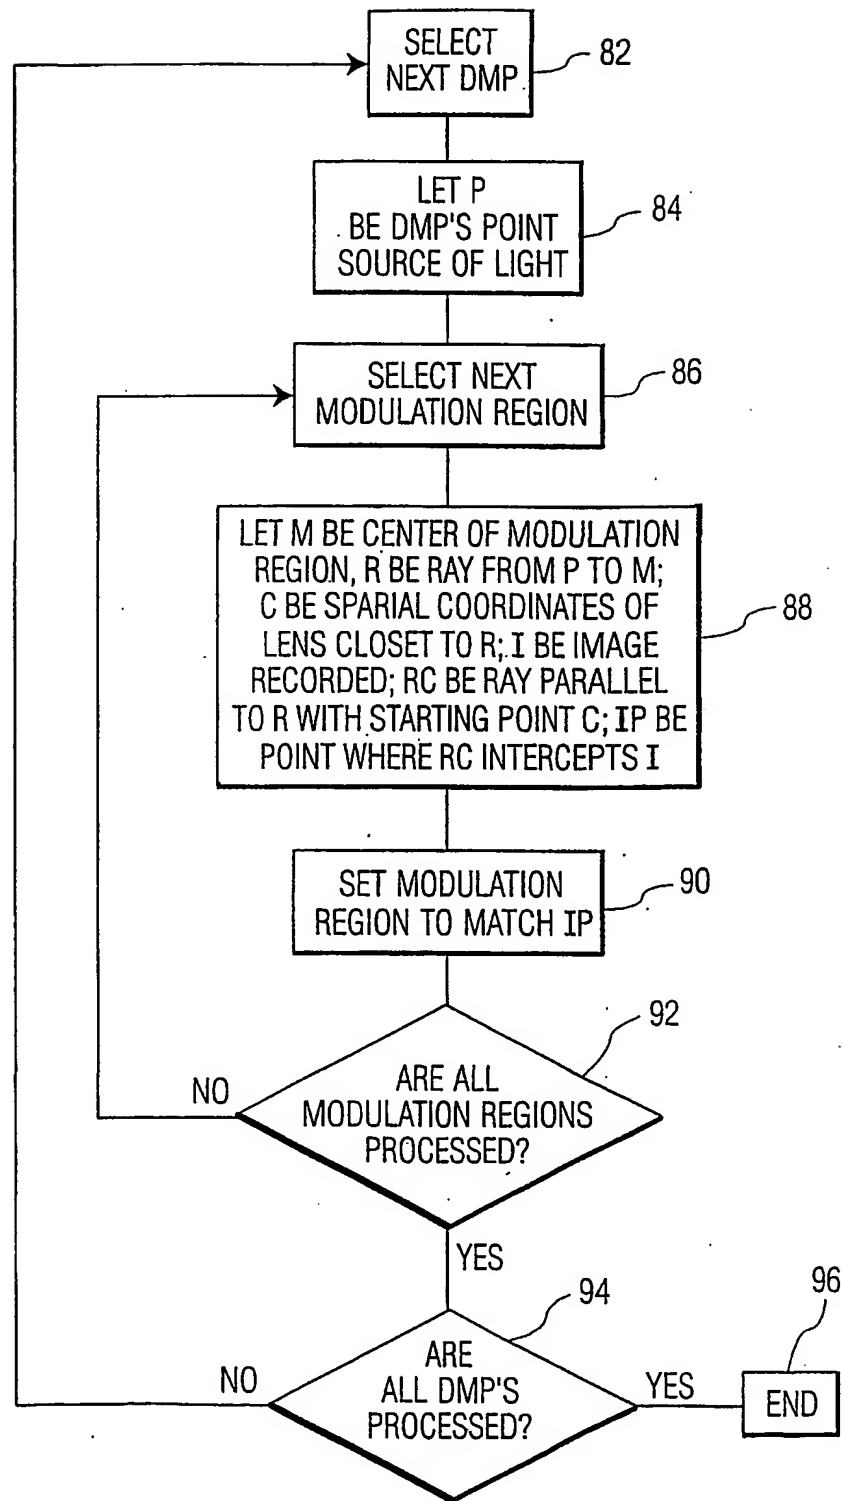 SELECT
NEXT DMP
82
LET P
BE DMP'S POINT
SOURCE OF LIGHT
84
SELECT NEXT
MODULATION REGION
86
LET M BE CENTER OF MODULATION
REGION, R BE RAY FROM P TO M;
C BE SPARIAL COORDINATES OF
LENS CLOSET TO R; I BE IMAGE
RECORDED; RC BE RAY PARALLEL
TO R WITH STARTING POINT C; IP BE
POINT WHERE RC INTERCEPTS I
88
SET MODULATION
REGION TO MATCH IP
90
92
ARE ALL
MODULATION REGIONS
PROCESSED?
NO
YES
94
ARE
ALL DMP'S
PROCESSED?
NO
YES
96
END